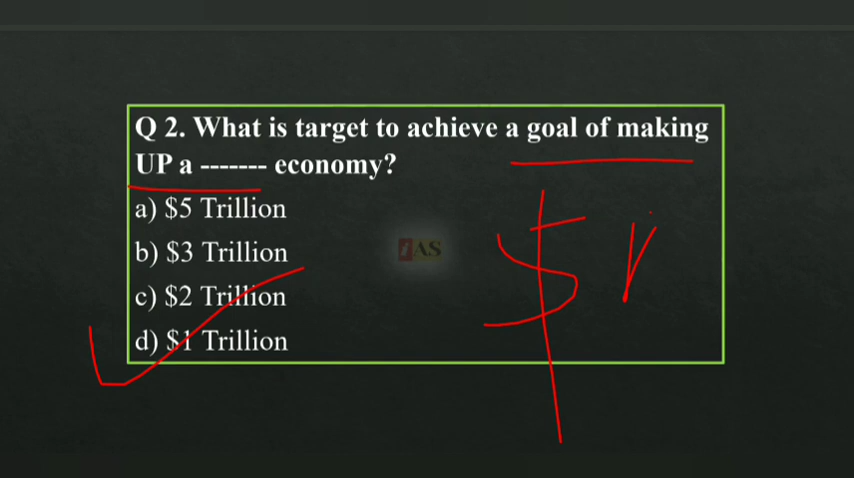 Q 2. What is target to achieve a goal of making
UP a ------- economy?
a) $5 Trillion
b) $3 Trillion
c) $2 Trillion
d) $1 Trillion
IAS
$ 1